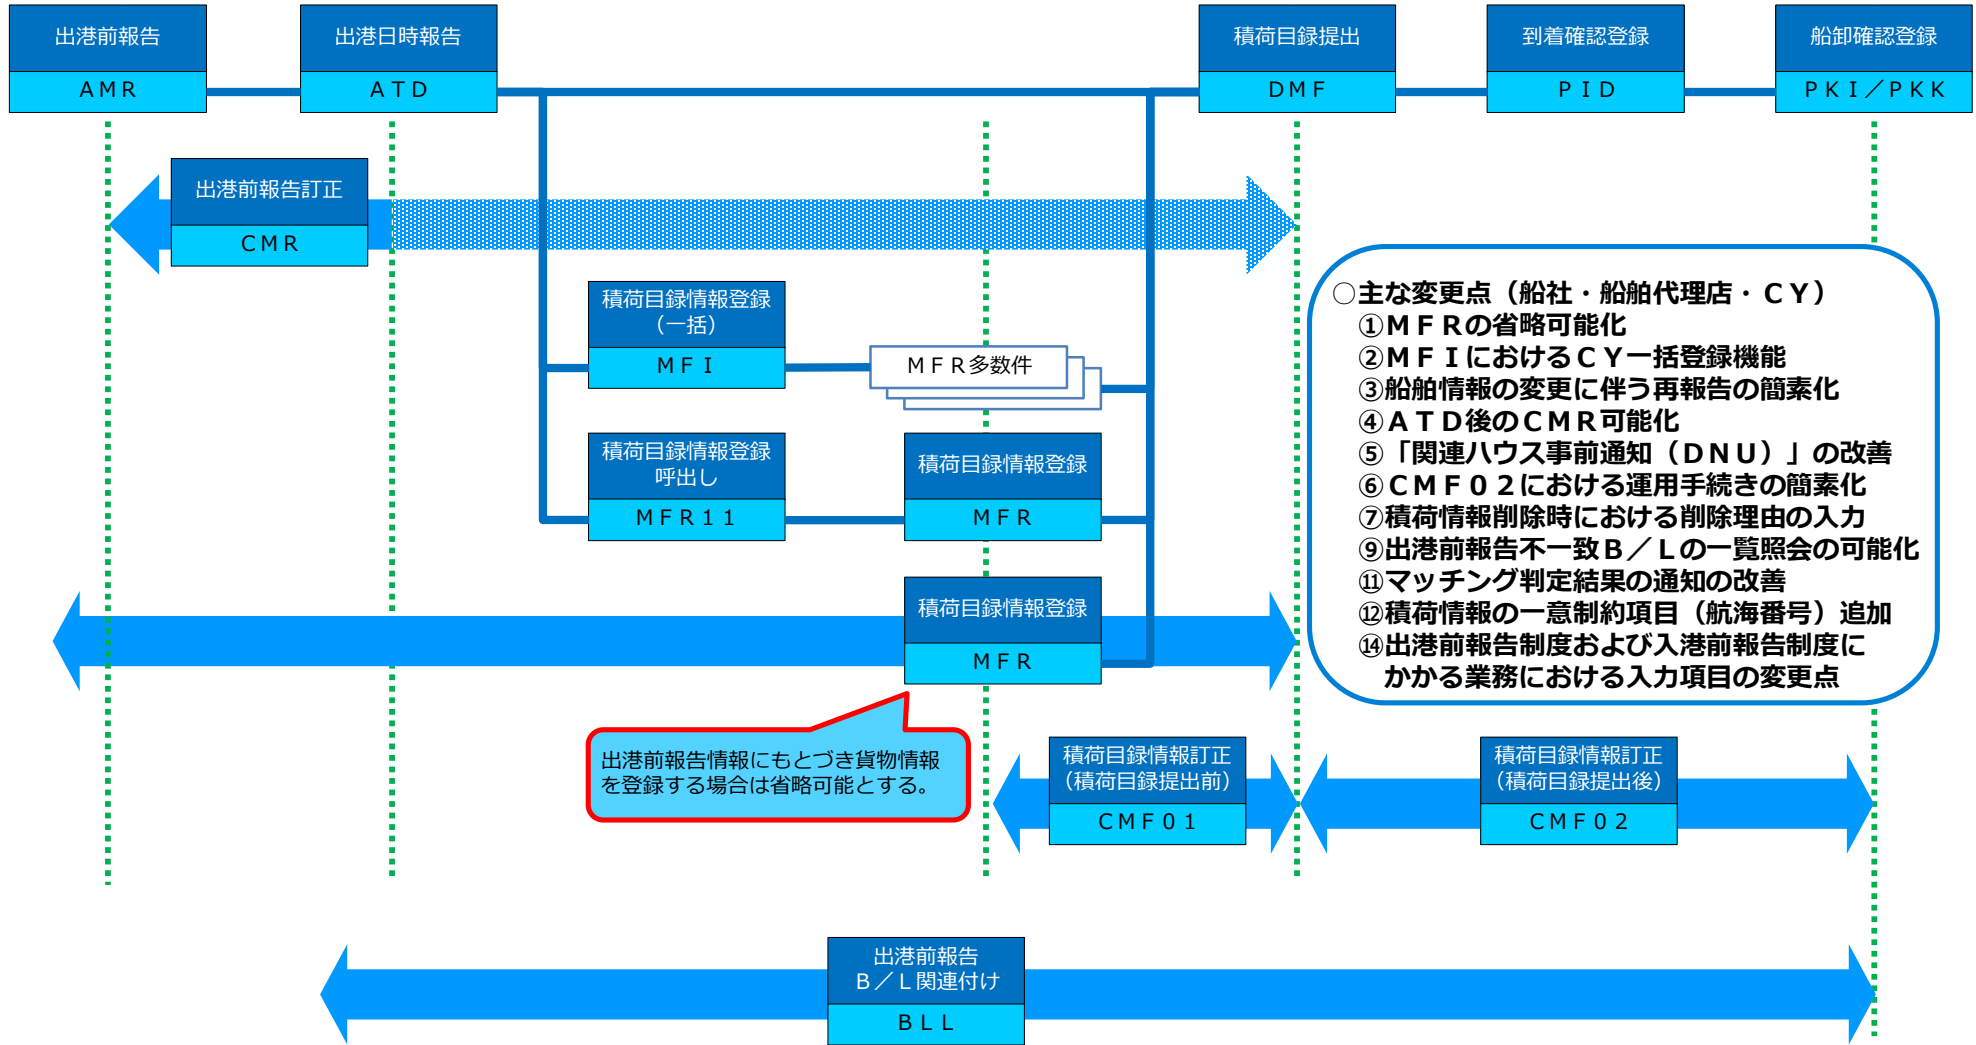 出港前報告
ＡＭＲ
出港日時報告
ＡＴＤ
積荷目録提出
ＤＭＦ
到着確認登録
ＰＩＤ
船卸確認登録
ＰＫＩ／ＰＫＫ
出港前報告訂正
ＣＭＲ
積荷目録情報登録
（一括）
ＭＦＩ
ＭＦＲ多数件
積荷目録情報登録
呼出し
ＭＦＲ１１
積荷目録情報登録
ＭＦＲ
積荷目録情報登録
ＭＦＲ
出港前報告情報にもとづき貨物情報
を登録する場合は省略可能とする。
○主な変更点（船社・船舶代理店・ＣＹ）
①ＭＦＲの省略可能化
②ＭＦＩにおけるＣＹ一括登録機能
③船舶情報の変更に伴う再報告の簡素化
④ＡＴＤ後のＣＭＲ可能化
⑤「関連ハウス事前通知（ＤＮＵ）」の改善
⑥ＣＭＦ０２における運用手続きの簡素化
⑦積荷情報削除時における削除理由の入力
⑨出港前報告不一致Ｂ／Ｌの一覧照会の可能化
⑪マッチング判定結果の通知の改善
⑫積荷情報の一意制約項目（航海番号）追加
⑭出港前報告制度および入港前報告制度に
かかる業務における入力項目の変更点
積荷目録情報訂正
（積荷目録提出前）
ＣＭＦ０１
積荷目録情報訂正
（積荷目録提出後）
ＣＭＦ０２
出港前報告
Ｂ／Ｌ関連付け
ＢＬＬ